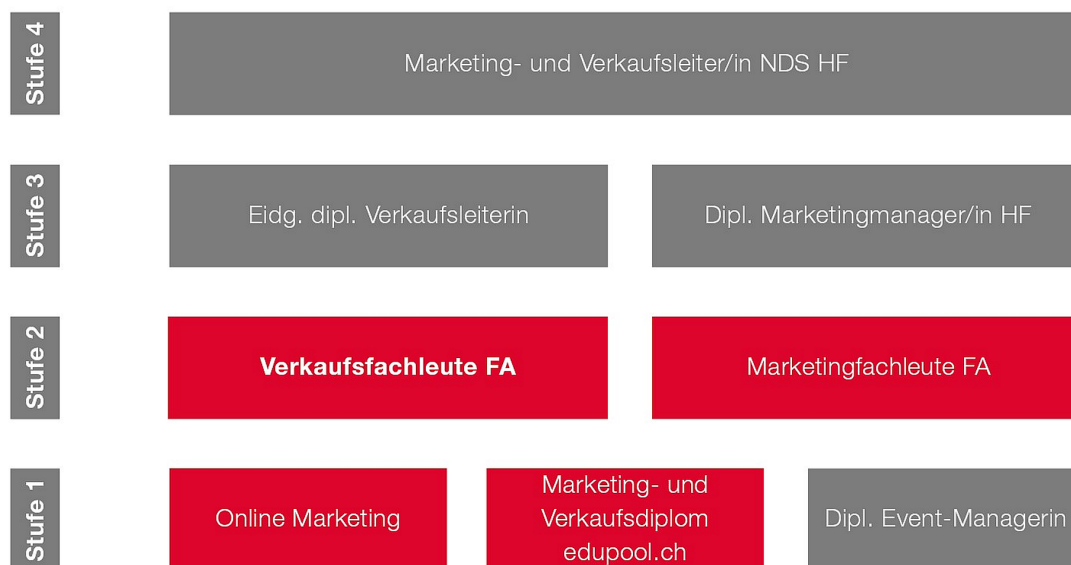 Stufe 4
Marketing- und Verkaufsleiter/in NDS HF
Stufe 3
Eidg. dipl. Verkaufsleiterin
Dipl. Marketingmanager/in HF
Stufe 2
Verkaufsfachleute FA
Marketingfachleute FA
Stufe 1
Online Marketing
Marketing- und
Verkaufsdiplom
edupool.ch
Dipl. Event-Managerin